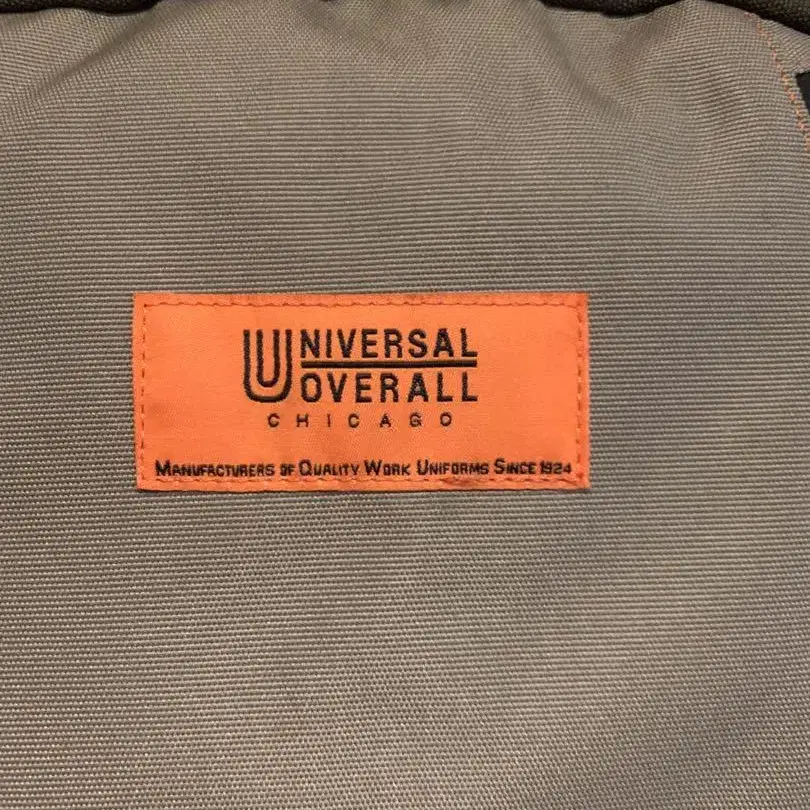 UNIVERSAL
OVERALL
CHICAGO
MANUFACTURERS OF QUALITY WORK UNIFORMS SINCE 1924